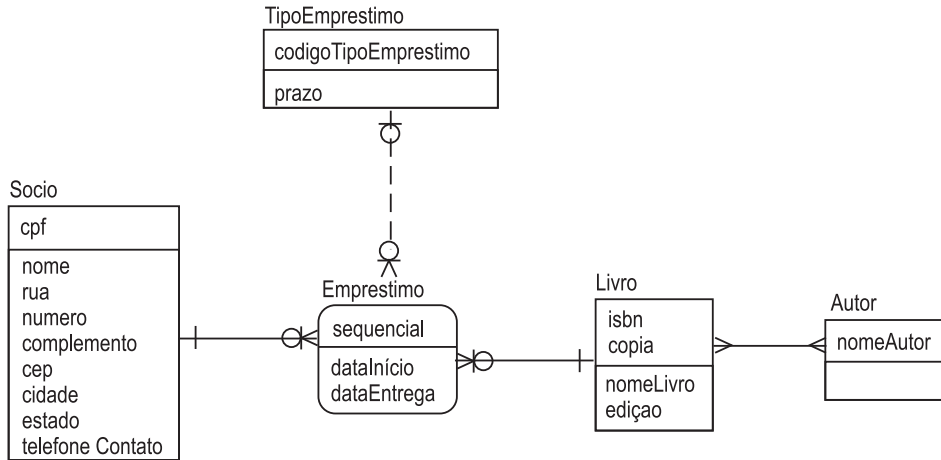 TipoEmprestimo
codigoTipoEmprestimo
prazo
Socio
cpf
nome
rua
numero
complemento
cep
cidade
estado
telefone Contato
Emprestimo
sequencial
dataInício
dataEntrega
Livro
isbn
copia
nomeLivro
ediçao
Autor
nomeAutor